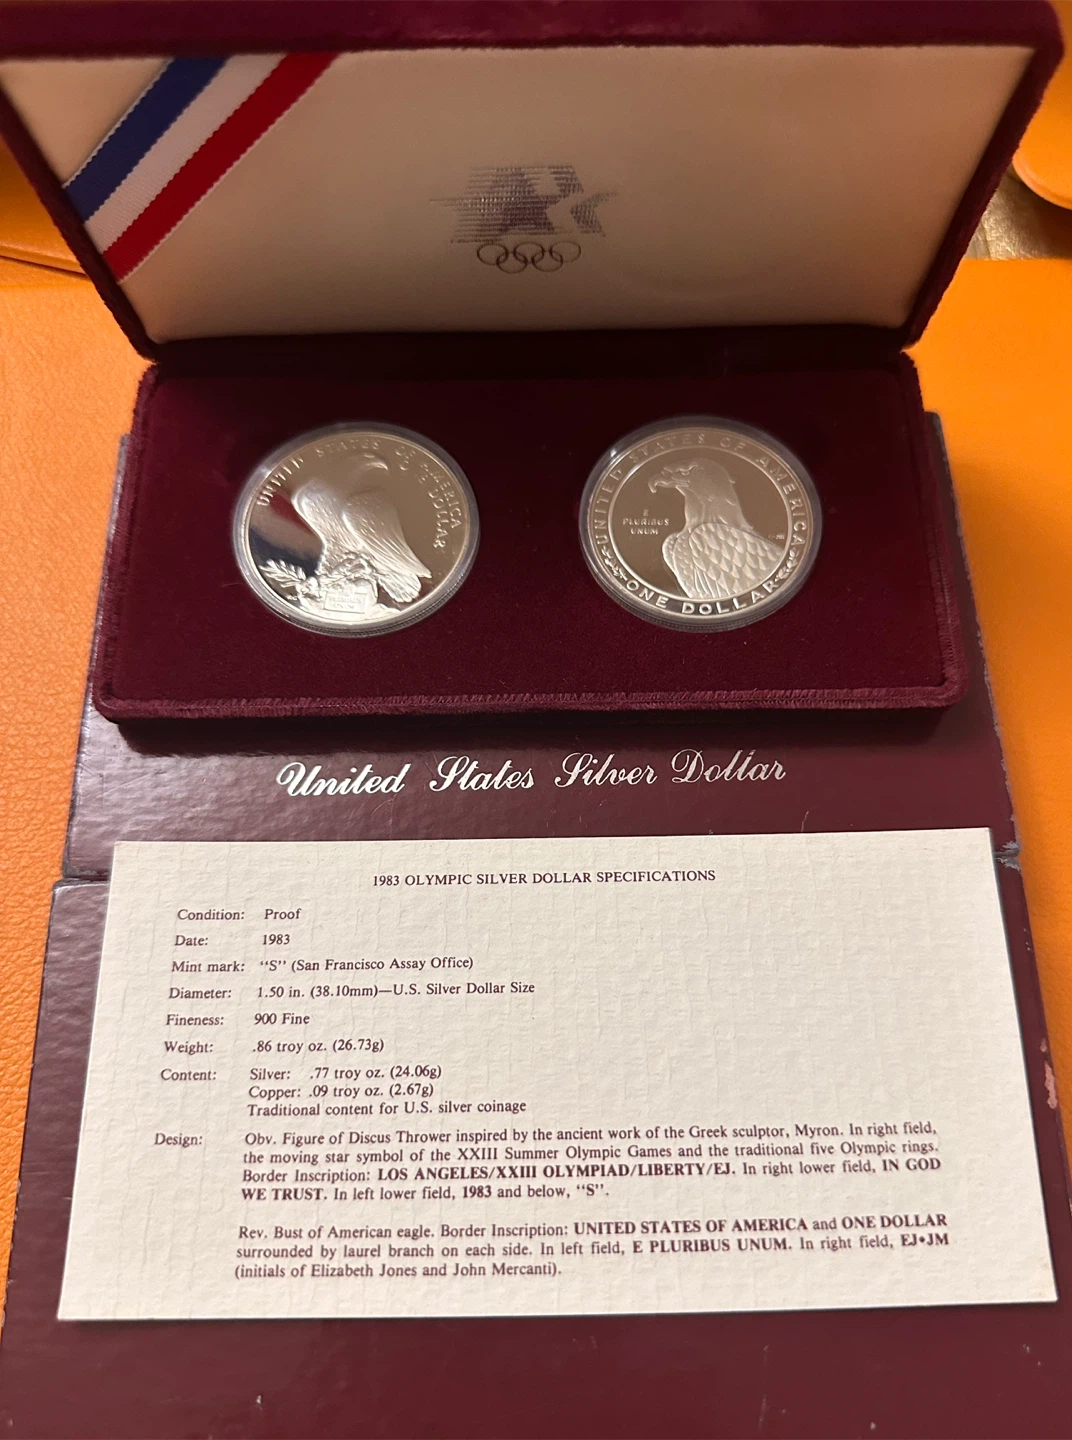 UNITED STATES OF AMERICA
ONE DOLLAR
UNITED STATES OF AMERICA
E
PLURIBUS
UNUM
ONE DOLLAR
United States Silver Dollar
1983 OLYMPIC SILVER DOLLAR SPECIFICATIONS
Condition: Proof
Date: 1983
Mint mark: "S" (San Francisco Assay Office)
Diameter: 1.50 in. (38.10mm)—U.S. Silver Dollar Size
Fineness: 900 Fine
Weight: .86 troy oz. (26.73g)
Content: Silver: .77 troy oz. (24.06g)
Copper: .09 troy oz. (2.67g)
Traditional content for U.S. silver coinage
Design: Obv. Figure of Discus Thrower inspired by the ancient work of the Greek sculptor, Myron. In right field,
the moving star symbol of the XXIII Summer Olympic Games and the traditional five Olympic rings.
Border Inscription: LOS ANGELES/XXIII OLYMPIAD/LIBERTY/EJ. In right lower field, IN GOD
WE TRUST. In left lower field, 1983 and below, "S".
Rev. Bust of American eagle. Border Inscription: UNITED STATES OF AMERICA and ONE DOLLAR
surrounded by laurel branch on each side. In left field, E PLURIBUS UNUM. In right field, EJ•JM
(initials of Elizabeth Jones and John Mercanti).